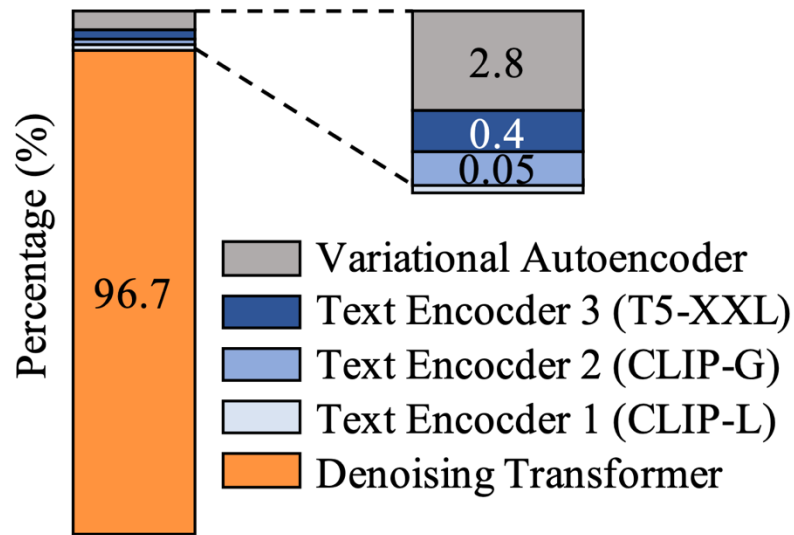 Percentage (%)
96.7
2.8
0.4
0.05
Variational Autoencoder
Text Encocder 3 (T5-XXL)
Text Encocder 2 (CLIP-G)
Text Encocder 1 (CLIP-L)
Denoising Transformer